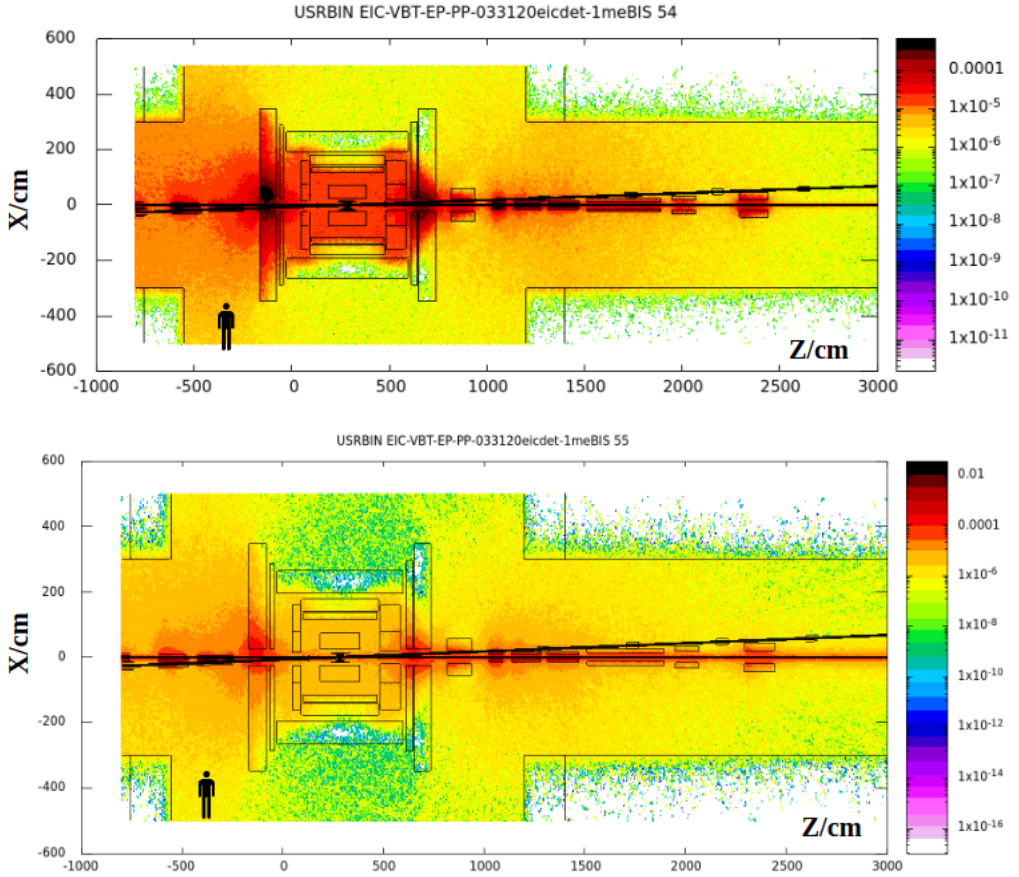 USRBIN EIC-VBT-EP-PP-033120eicdet-1meBIS 54
600
400
200
0
-200
-400
-600
X/cm
Z/cm
-1000 -500 0 500 1000 1500 2000 2500 3000
0.0001
1x10-5
1x10-6
1x10-7
1x10-8
1x10-9
1x10-10
1x10-11
USRBIN EIC-VBT-EP-PP-033120eicdet-1meBIS 55
600
400
200
0
-200
-400
-600
X/cm
Z/cm
-1000 -500 0 500 1000 1500 2000 2500 3000
0.01
0.0001
1x10-6
1x10-8
1x10-10
1x10-12
1x10-14
1x10-16